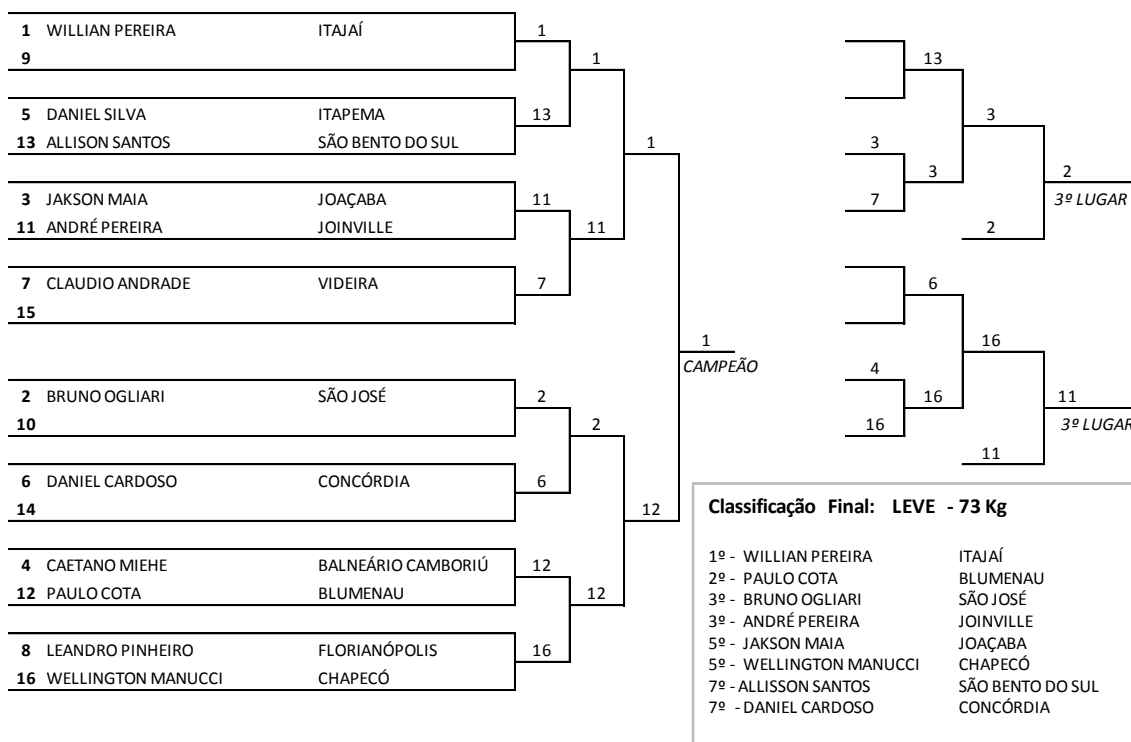 1 WILLIAN PEREIRA ITAJAÍ
9
5 DANIEL SILVA ITAPEMA
13 ALLISON SANTOS SÃO BENTO DO SUL
3 JAKSON MAIA JOAÇABA
11 ANDRÉ PEREIRA JOINVILLE
7 CLAUDIO ANDRADE VIDEIRA
15
2 BRUNO OGLIARI SÃO JOSÉ
10
6 DANIEL CARDOSO CONCÓRDIA
14
4 CAETANO MIEHE BALNEÁRIO CAMBORIÚ
12 PAULO COTA BLUMENAU
8 LEANDRO PINHEIRO FLORIANÓPOLIS
16 WELLINGTON MANUCCI CHAPECÓ
1
13
11
7
2
6
12
16
1
11
2
12
1
12
1
CAMPEÃO
13
3
7
3
3
2
2
3º LUGAR
6
4
16
16
16
11
11
3º LUGAR
Classificação Final: LEVE - 73 Kg
1º - WILLIAN PEREIRA ITAJAÍ
2º - PAULO COTA BLUMENAU
3º - BRUNO OGLIARI SÃO JOSÉ
3º - ANDRÉ PEREIRA JOINVILLE
5º - JAKSON MAIA JOAÇABA
5º - WELLINGTON MANUCCI CHAPECÓ
7º - ALLISSON SANTOS SÃO BENTO DO SUL
7º - DANIEL CARDOSO CONCÓRDIA